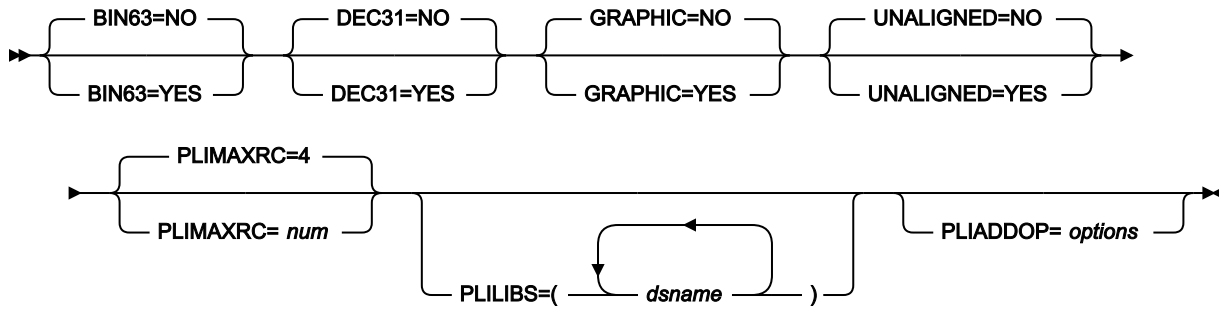 BIN63=NO DEC31=NO GRAPHIC=NO UNALIGNED=NO
BIN63=YES DEC31=YES GRAPHIC=YES UNALIGNED=YES
PLIMAXRC=4
PLIMAXRC= num PLIADDOP= options
PLILIBS=( dsname )